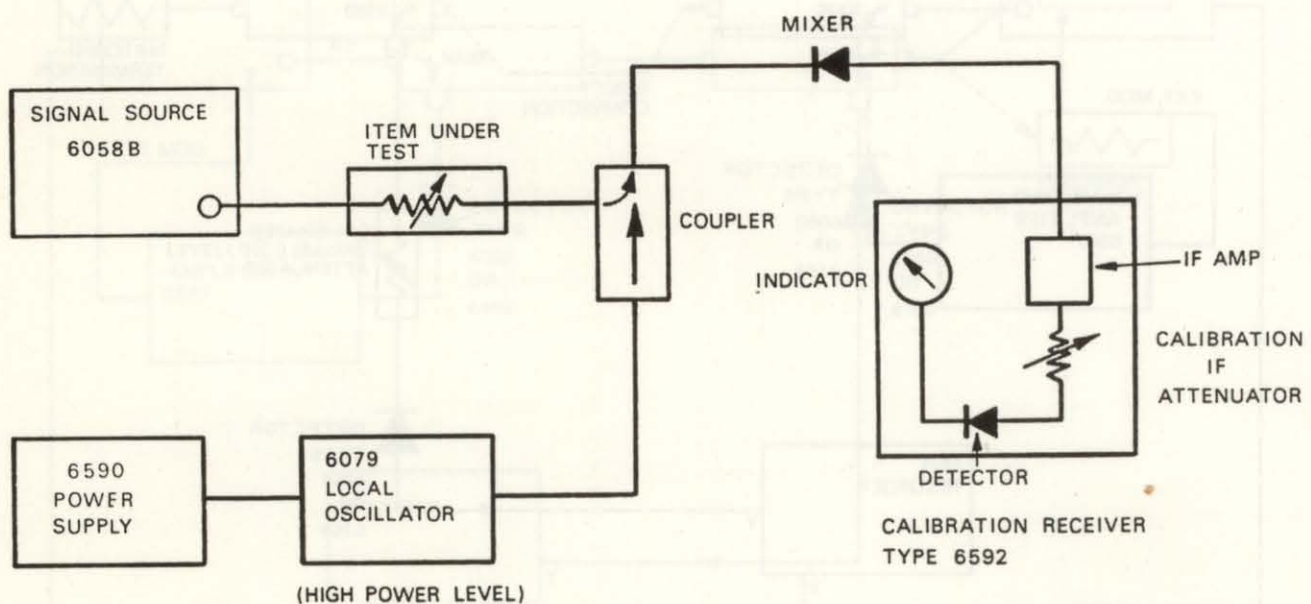 MIXER
SIGNAL SOURCE
6058B
ITEM UNDER
TEST
COUPLER
INDICATOR
IF AMP
CALIBRATION
IF
ATTENUATOR
DETECTOR
6590
POWER
SUPPLY
6079
LOCAL
OSCILLATOR
(HIGH POWER LEVEL)
CALIBRATION RECEIVER
TYPE 6592